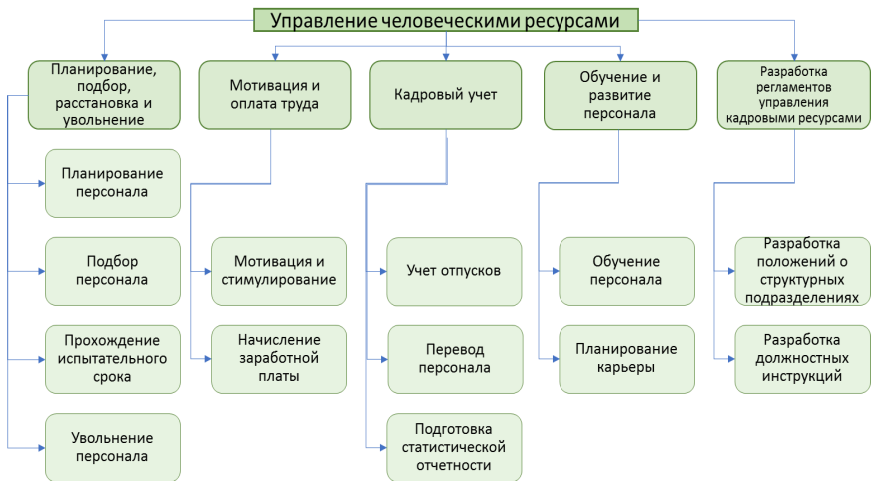 Управление человеческими ресурсами
Планирование,
подбор,
расстановка и
увольнение
Мотивация и
оплата труда
Кадровый учет
Обучение и
развитие
персонала
Разработка
регламентов
управления
кадровыми ресурсами
Планирование
персонала
Подбор
персонала
Прохождение
испытательного
срока
Увольнение
персонала
Мотивация и
стимулирование
Начисление
заработной
платы
Учет отпусков
Перевод
персонала
Подготовка
статистической
отчетности
Обучение
персонала
Планирование
карьеры
Разработка
положений о
структурных
подразделениях
Разработка
должностных
инструкций